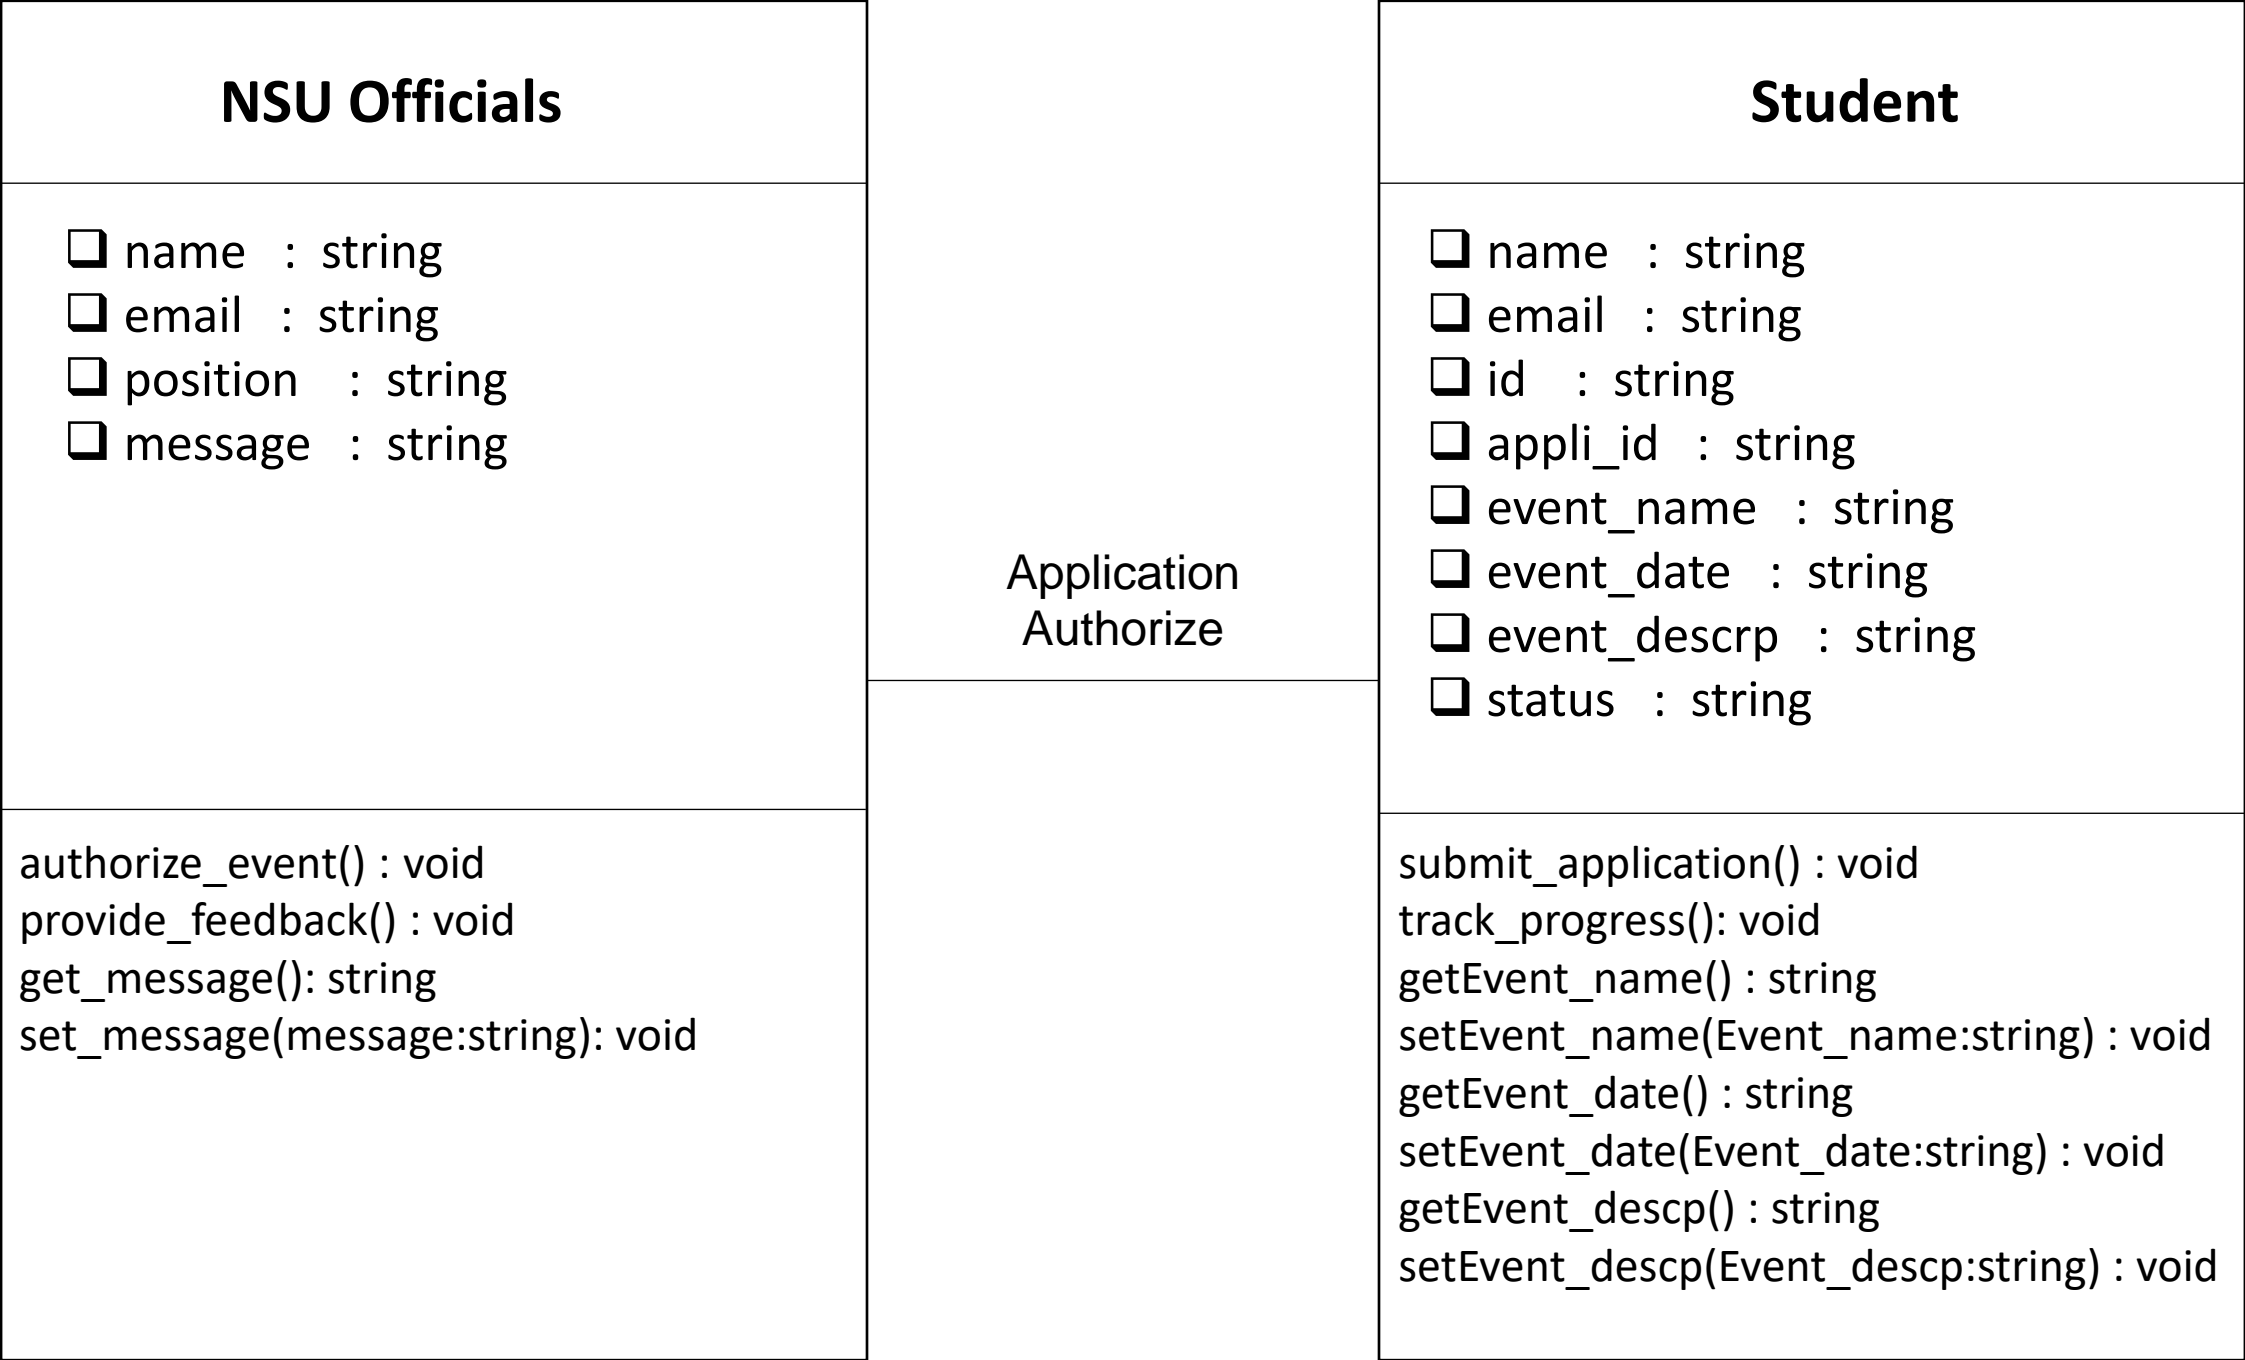 NSU Officials
name : string
email : string
position : string
message : string
authorize_event() : void
provide_feedback() : void
get_message(): string
set_message(message:string): void
Application
Authorize
Student
name : string
email : string
id : string
appli_id : string
event_name : string
event_date : string
event_descrp : string
status : string
submit_application() : void
track_progress(): void
getEvent_name() : string
setEvent_name(Event_name:string) : void
getEvent_date() : string
setEvent_date(Event_date:string) : void
getEvent_descp() : string
setEvent_descp(Event_descp:string) : void